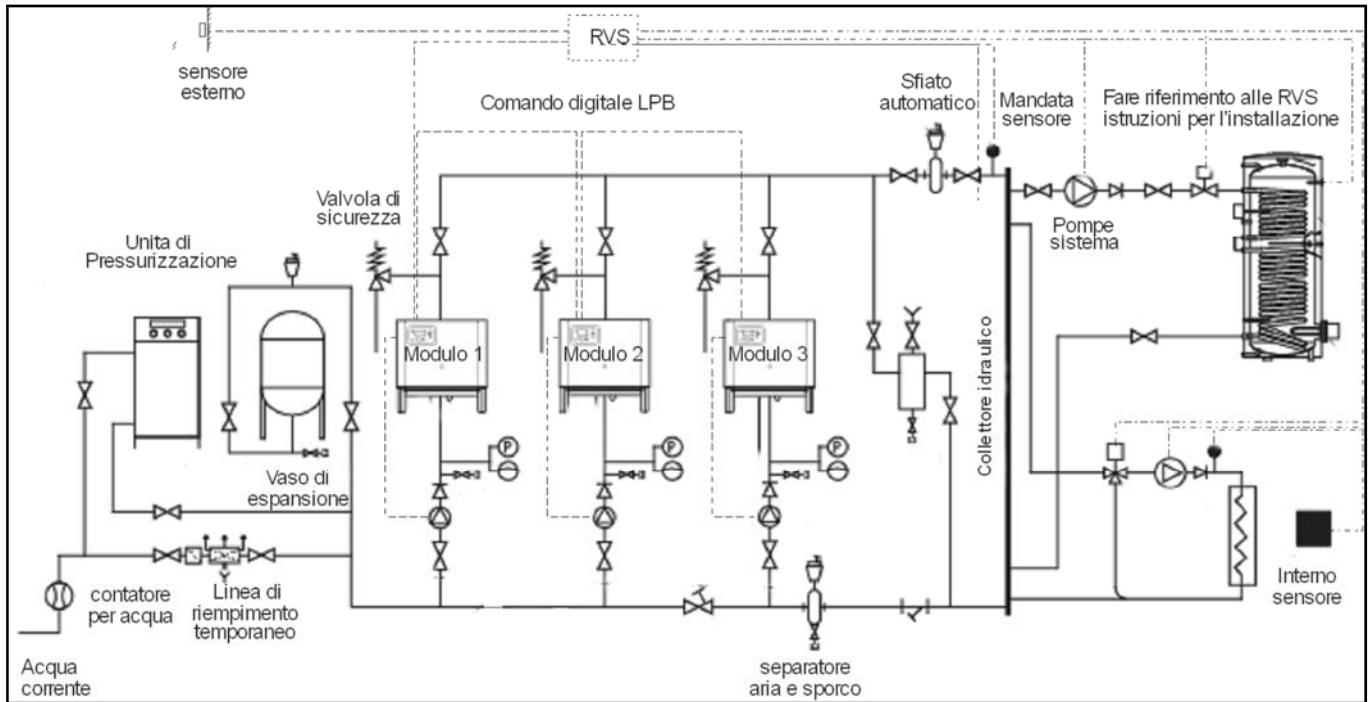 RVS
sensore
esterno
Comando digitale LPB
Sfiato
automatico
Mandata
sensore
Fare riferimento alle RVS
istruzioni per l'installazione
Valvola di
sicurezza
Unita di
Pressurizzazione
Pompe
sistema
Modulo 1
Modulo 2
Modulo 3
Collettore idraulico
P
P
P
Vaso di
espansione
contatore
per acqua
Linea di
riempimento
temporaneo
Interno
sensore
Acqua
corrente
separatore
aria e sporco